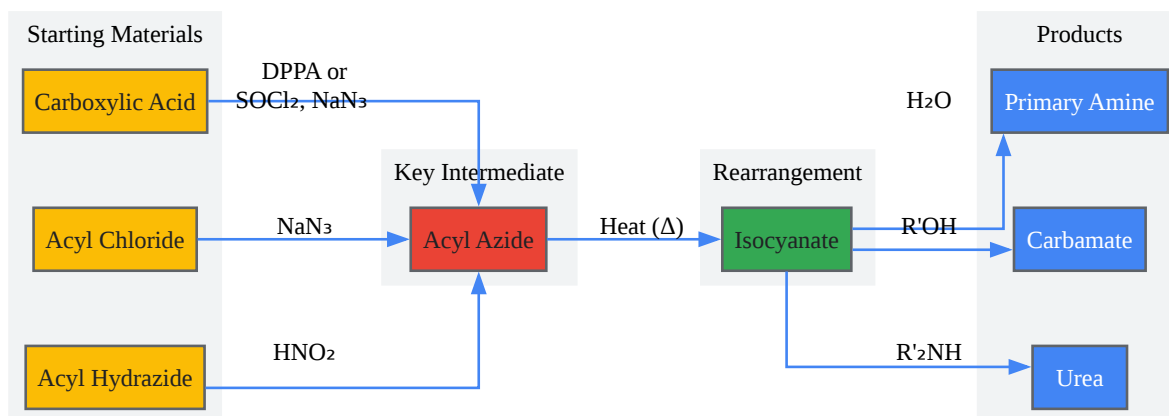 Starting Materials
Products
DPPA or
SOCl₂, NaN₃
Carboxylic Acid
H₂O
Primary Amine
Key Intermediate
Rearrangement
Acyl Chloride
NaN₃
Acyl Azide
Heat (Δ)
Isocyanate
R'OH
Carbamate
Acyl Hydrazide
HNO₂
R'₂NH
Urea